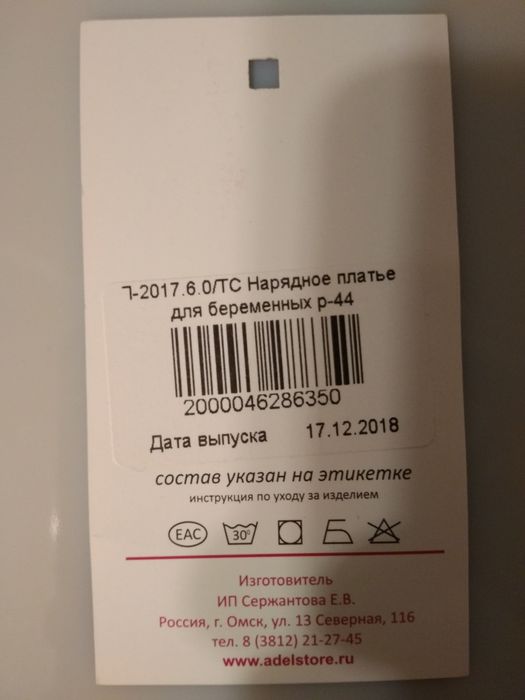 П-2017.6.0/ТС Нарядное платье
для беременных р-44
2000046286350
Дата выпуска 17.12.2018
состав указан на этикетке
инструкция по уходу за изделием
EAC 30°
Изготовитель
ИП Сержантова Е.В.
Россия, г. Омск, ул. 13 Северная, 116
тел. 8 (3812) 21-27-45
www.adelstore.ru